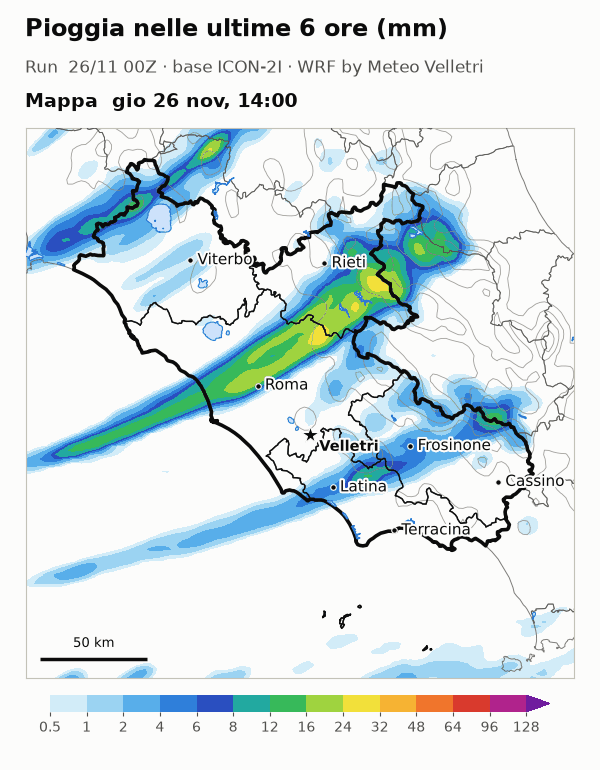 Pioggia nelle ultime 6 ore (mm)
Run 26/11 00Z · base ICON-2I · WRF by Meteo Velletri
Mappa gio 26 nov, 14:00
Viterbo
Rieti
Roma
Velletri
Frosinone
Latina
Cassino
Terracina
50 km
0.5 1 2 4 6 8 12 16 24 32 48 64 96 128